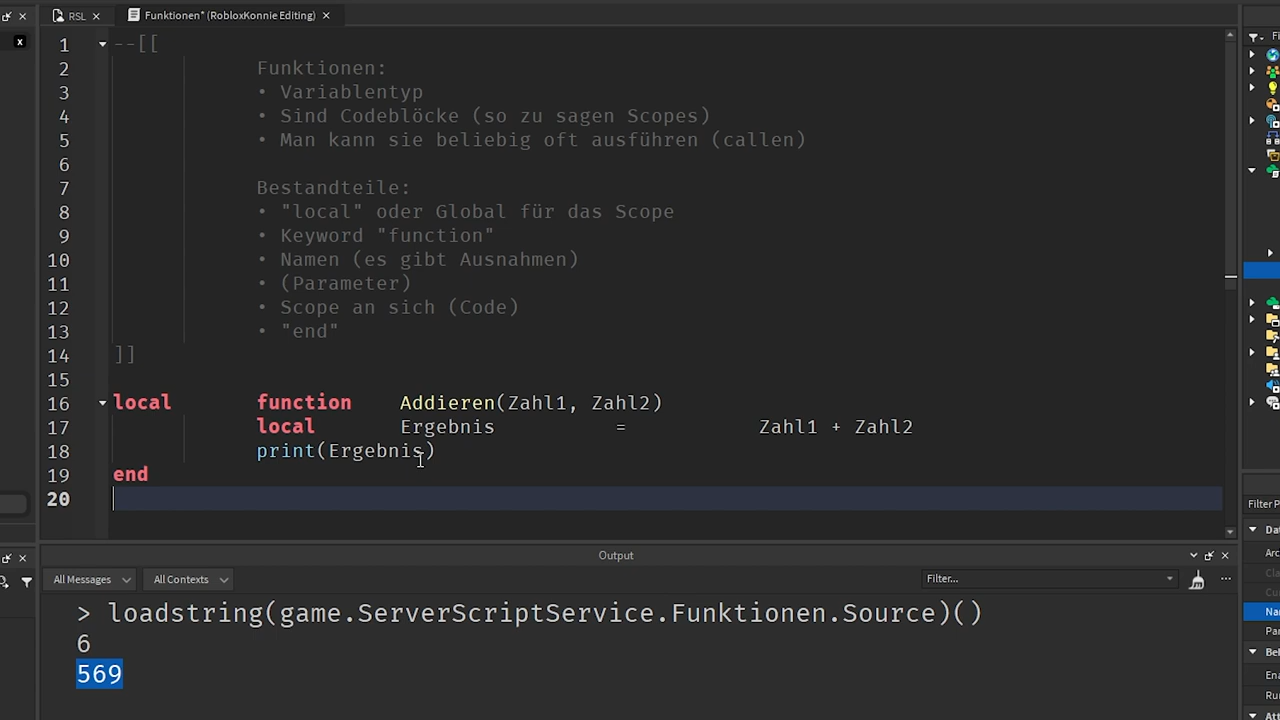 RSL
Funktionen* (RobloxKonnie Editing)
1 --[[
2 Funktionen:
3 • Variablentyp
4 • Sind Codeblöcke (so zu sagen Scopes)
5 • Man kann sie beliebig oft ausführen (callen)
6
7 Bestandteile:
8 • "local" oder Global für das Scope
9 • Keyword "function"
10 • Namen (es gibt Ausnahmen)
11 • (Parameter)
12 • Scope an sich (Code)
13 • "end"
14 ]]
15
16 local function Addieren(Zahl1, Zahl2)
17 local Ergebnis = Zahl1 + Zahl2
18 print(Ergebnis)
19 end
20
Filter P
Output
All Messages All Contexts Filter... ...
> loadstring(game.ServerScriptService.Funktionen.Source)()
6
569